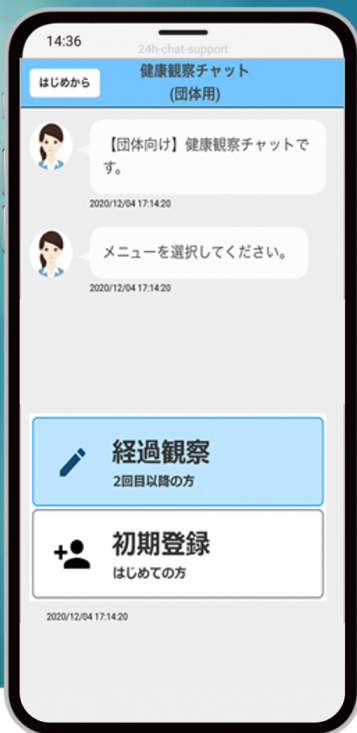 14:36
24h-chat-support
はじめから
健康観察チャット
(団体用)
【団体向け】健康観察チャットで
す。
2020/12/04 17:14:20
メニューを選択してください。
2020/12/04 17:14:20
経過観察
2回目以降の方
初期登録
はじめての方
2020/12/04 17:14:20